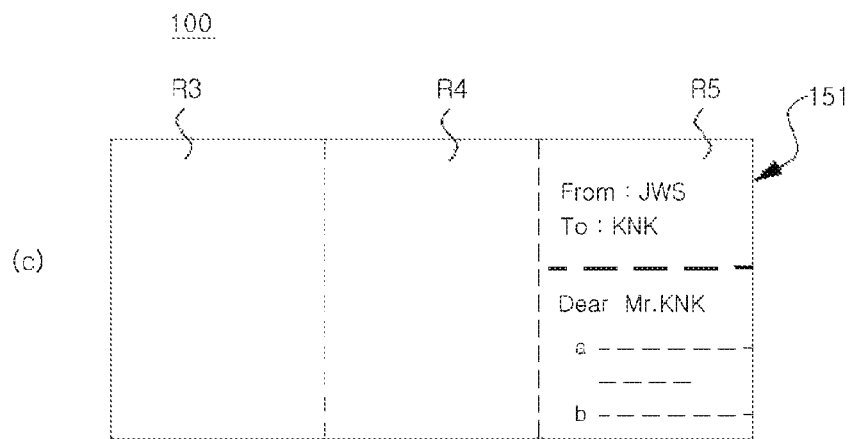 100
R3 R4 R5 151
From : JWS
To : KNK
(c)
Dear Mr.KNK
a
b